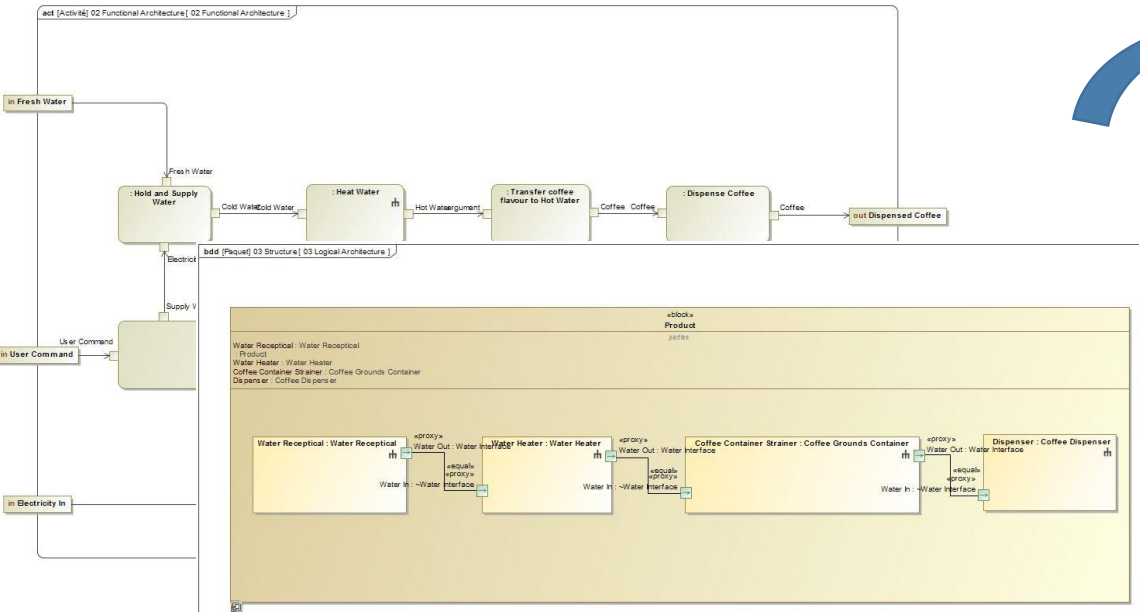 act [Activité] 02 Functional Architecture [ 02 Functional Architecture ]
in Fresh Water
Fresh Water
: Hold and Supply
Water
Cold Water
Cold Water
: Heat Water
Hot Water
argument
: Transfer coffee
flavour to Hot Water
Coffee
Coffee
: Dispense Coffee
Coffee
out Dispensed Coffee
User Command
in User Command
in Electricity In
bdd [Paquet] 03 Structure [ 03 Logical Architecture ]
«block»
Product
parties
Water Receptical : Water Receptical
: Product
Water Heater : Water Heater
Coffee Container Strainer : Coffee Grounds Container
Dispenser : Coffee Dispenser
Water Receptical : Water Receptical
«proxy»
Water Out : Water Interface
«equal»
«proxy»
Water In : ~Water Interface
Water Heater : Water Heater
«proxy»
Water Out : Water Interface
«equal»
«proxy»
Water In : ~Water Interface
Coffee Container Strainer : Coffee Grounds Container
«proxy»
Water Out : Water Interface
«equal»
«proxy»
Water In : ~Water Interface
Dispenser : Coffee Dispenser